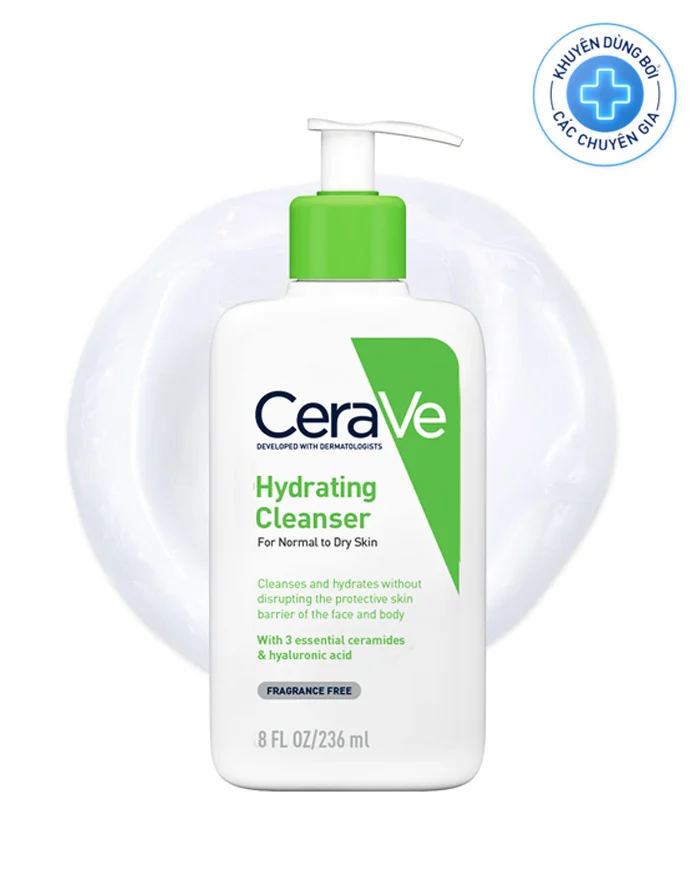 KHUYÊN DÙNG BỞI
CÁC CHUYÊN GIA
CeraVe
DEVELOPED WITH DERMATOLOGISTS
Hydrating
Cleanser
For Normal to Dry Skin
Cleanses and hydrates without
disrupting the protective skin
barrier of the face and body
With 3 essential ceramides
& hyaluronic acid
FRAGRANCE FREE
8 FL OZ/236 ml